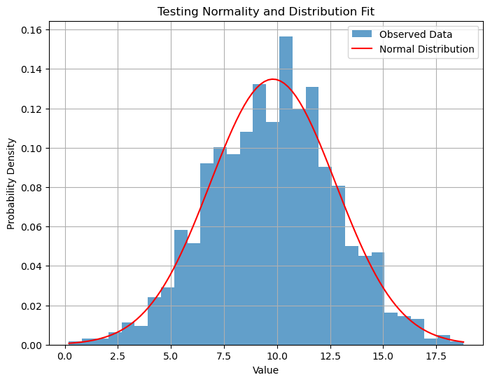 Testing Normality and Distribution Fit
Observed Data
Normal Distribution
Probability Density
0.16
0.14
0.12
0.10
0.08
0.06
0.04
0.02
0.00
0.0 2.5 5.0 7.5 10.0 12.5 15.0 17.5
Value